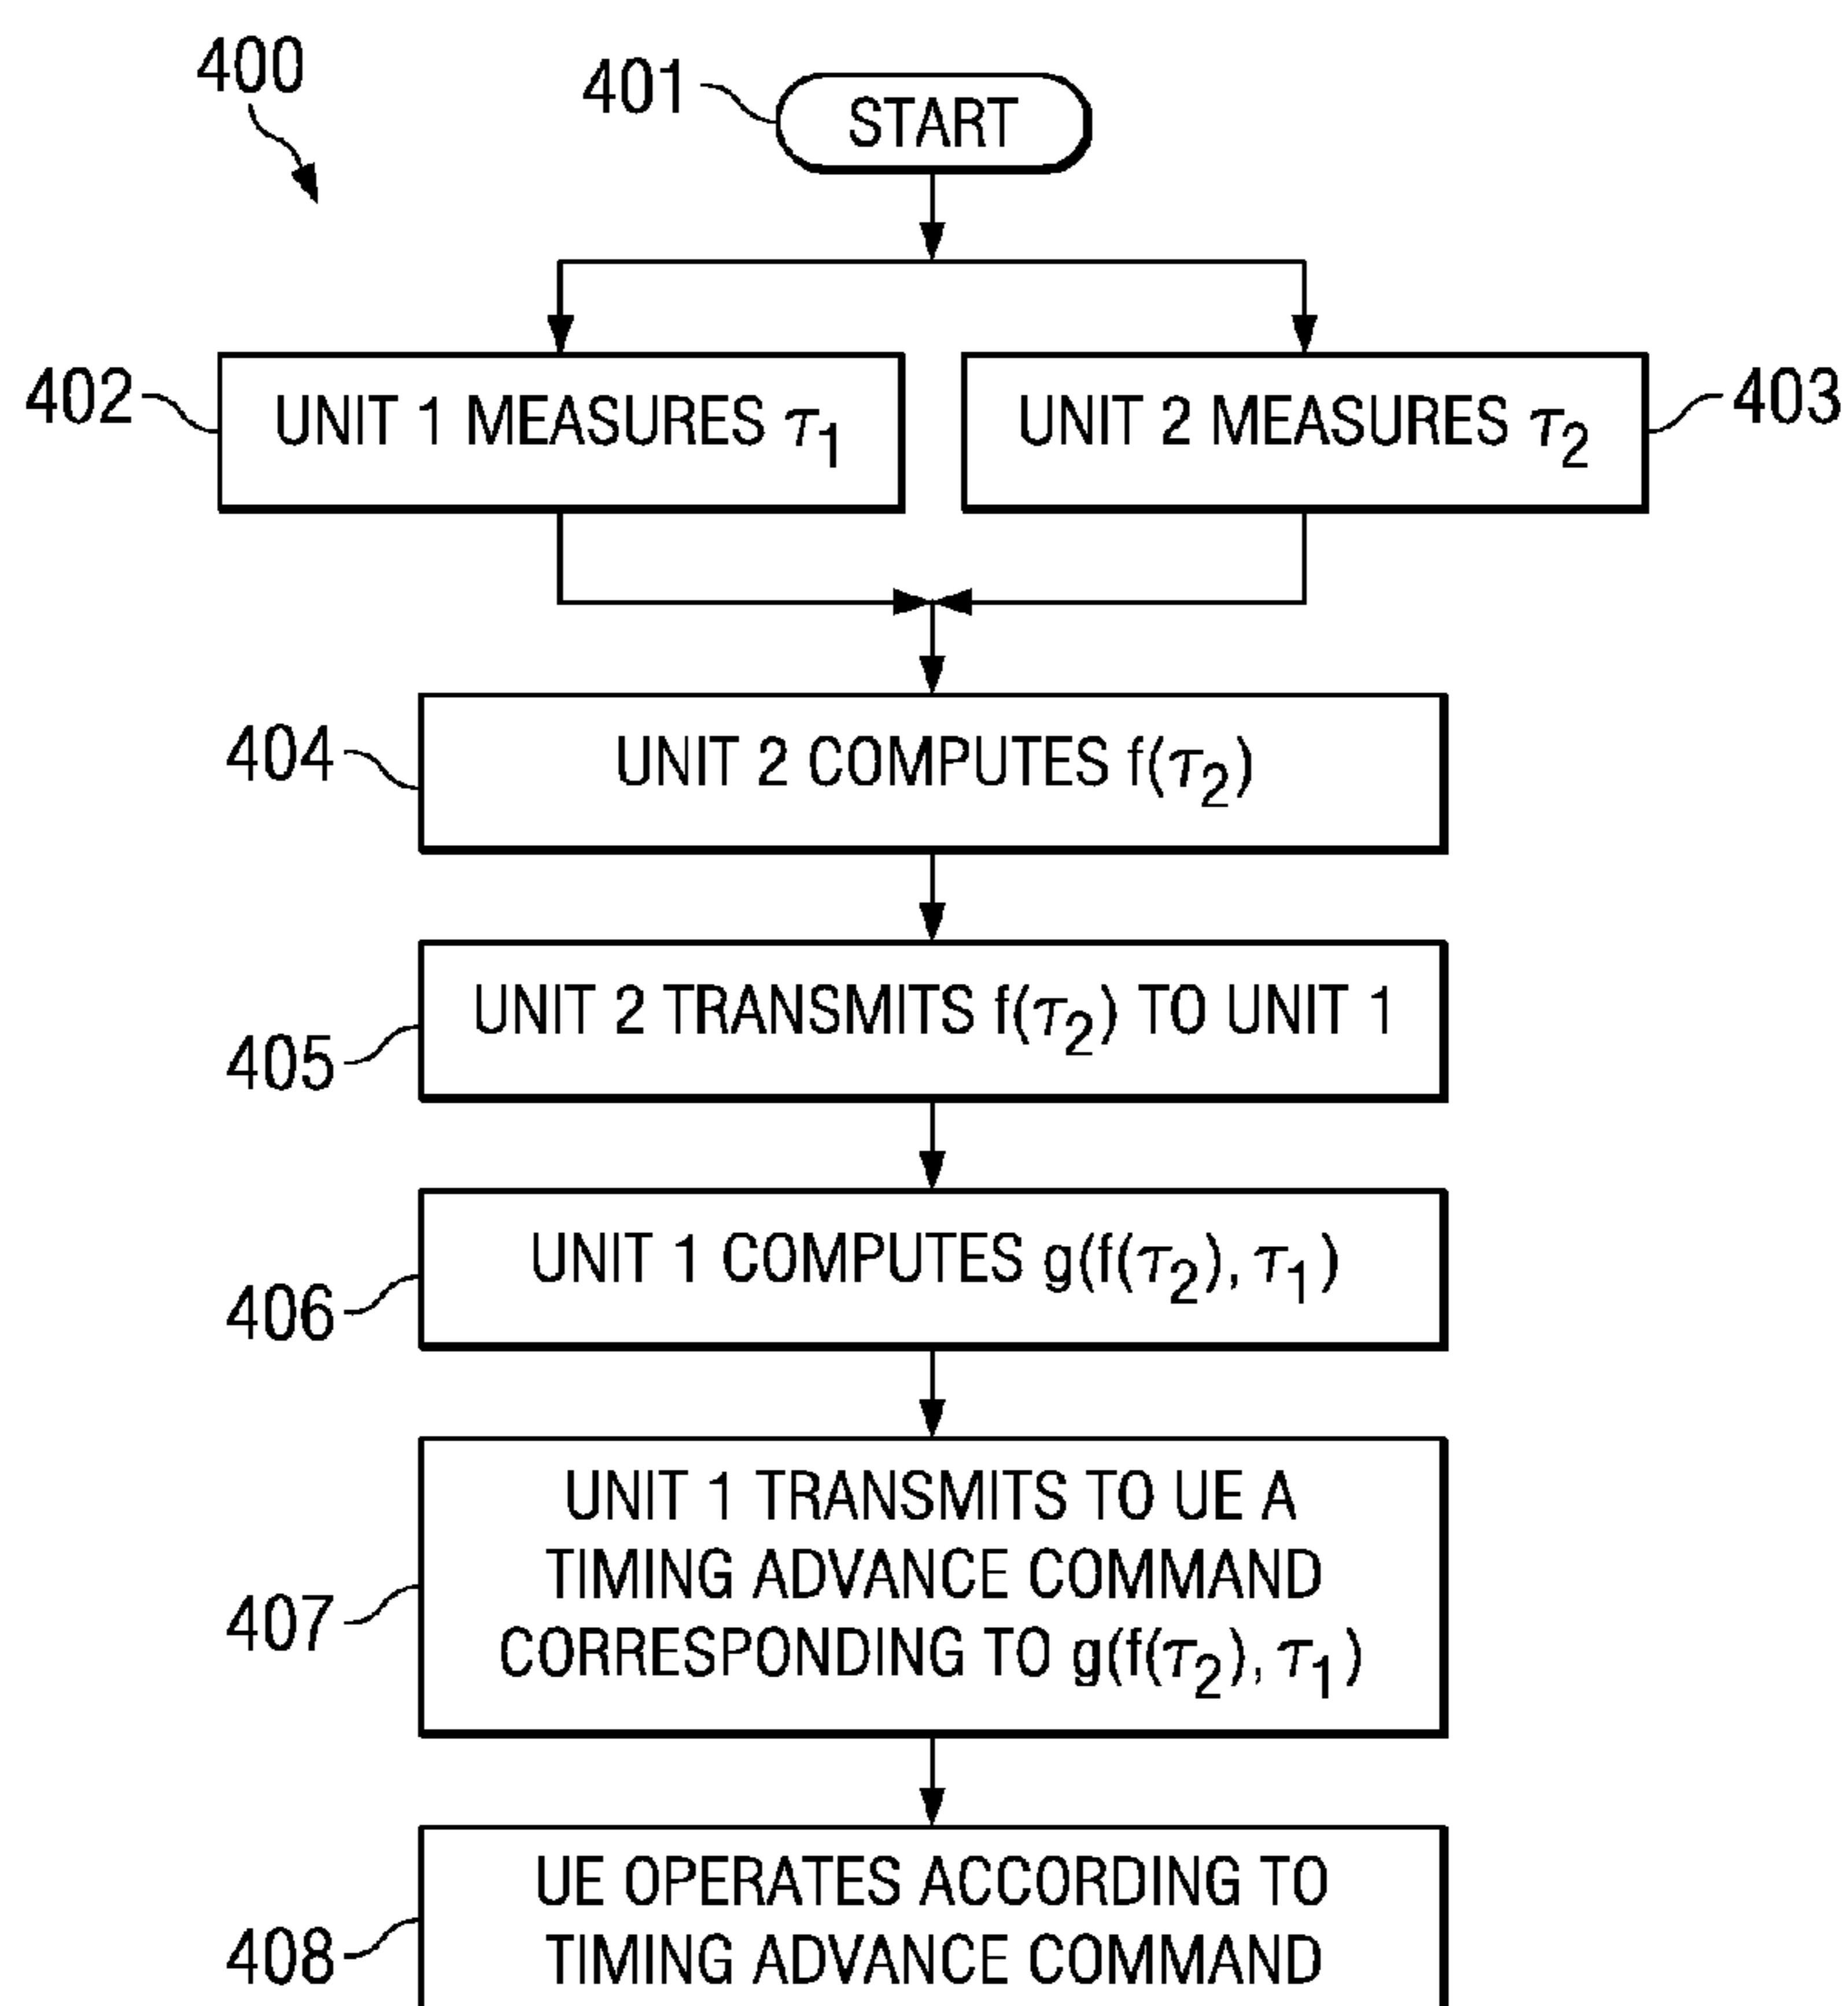 400
401
START
402
UNIT 1 MEASURES τ1
UNIT 2 MEASURES τ2
403
404
UNIT 2 COMPUTES f(τ2)
405
UNIT 2 TRANSMITS f(τ2) TO UNIT 1
406
UNIT 1 COMPUTES g(f(τ2), τ1)
407
UNIT 1 TRANSMITS TO UE A
TIMING ADVANCE COMMAND
CORRESPONDING TO g(f(τ2), τ1)
408
UE OPERATES ACCORDING TO
TIMING ADVANCE COMMAND